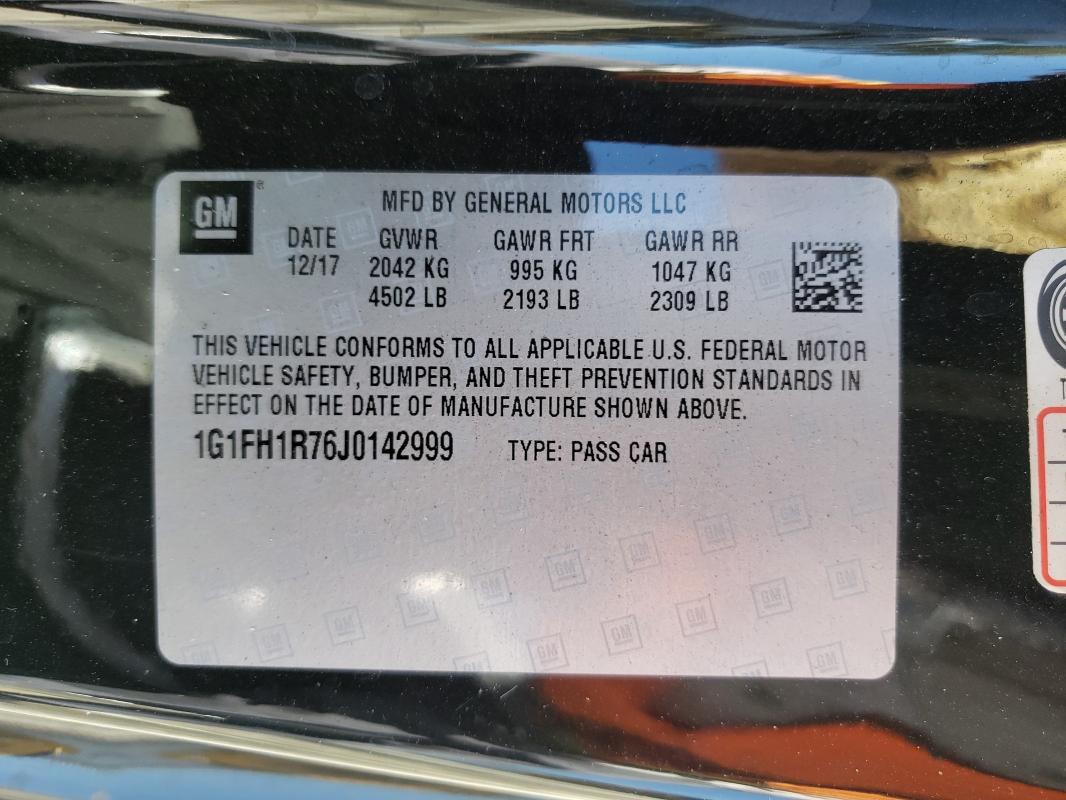 GM
MFD BY GENERAL MOTORS LLC
DATE GVWR GAWR FRT GAWR RR
12/17 2042 KG 995 KG 1047 KG
4502 LB 2193 LB 2309 LB
THIS VEHICLE CONFORMS TO ALL APPLICABLE U.S. FEDERAL MOTOR
VEHICLE SAFETY, BUMPER, AND THEFT PREVENTION STANDARDS IN
EFFECT ON THE DATE OF MANUFACTURE SHOWN ABOVE.
1G1FH1R76J0142999 TYPE: PASS CAR